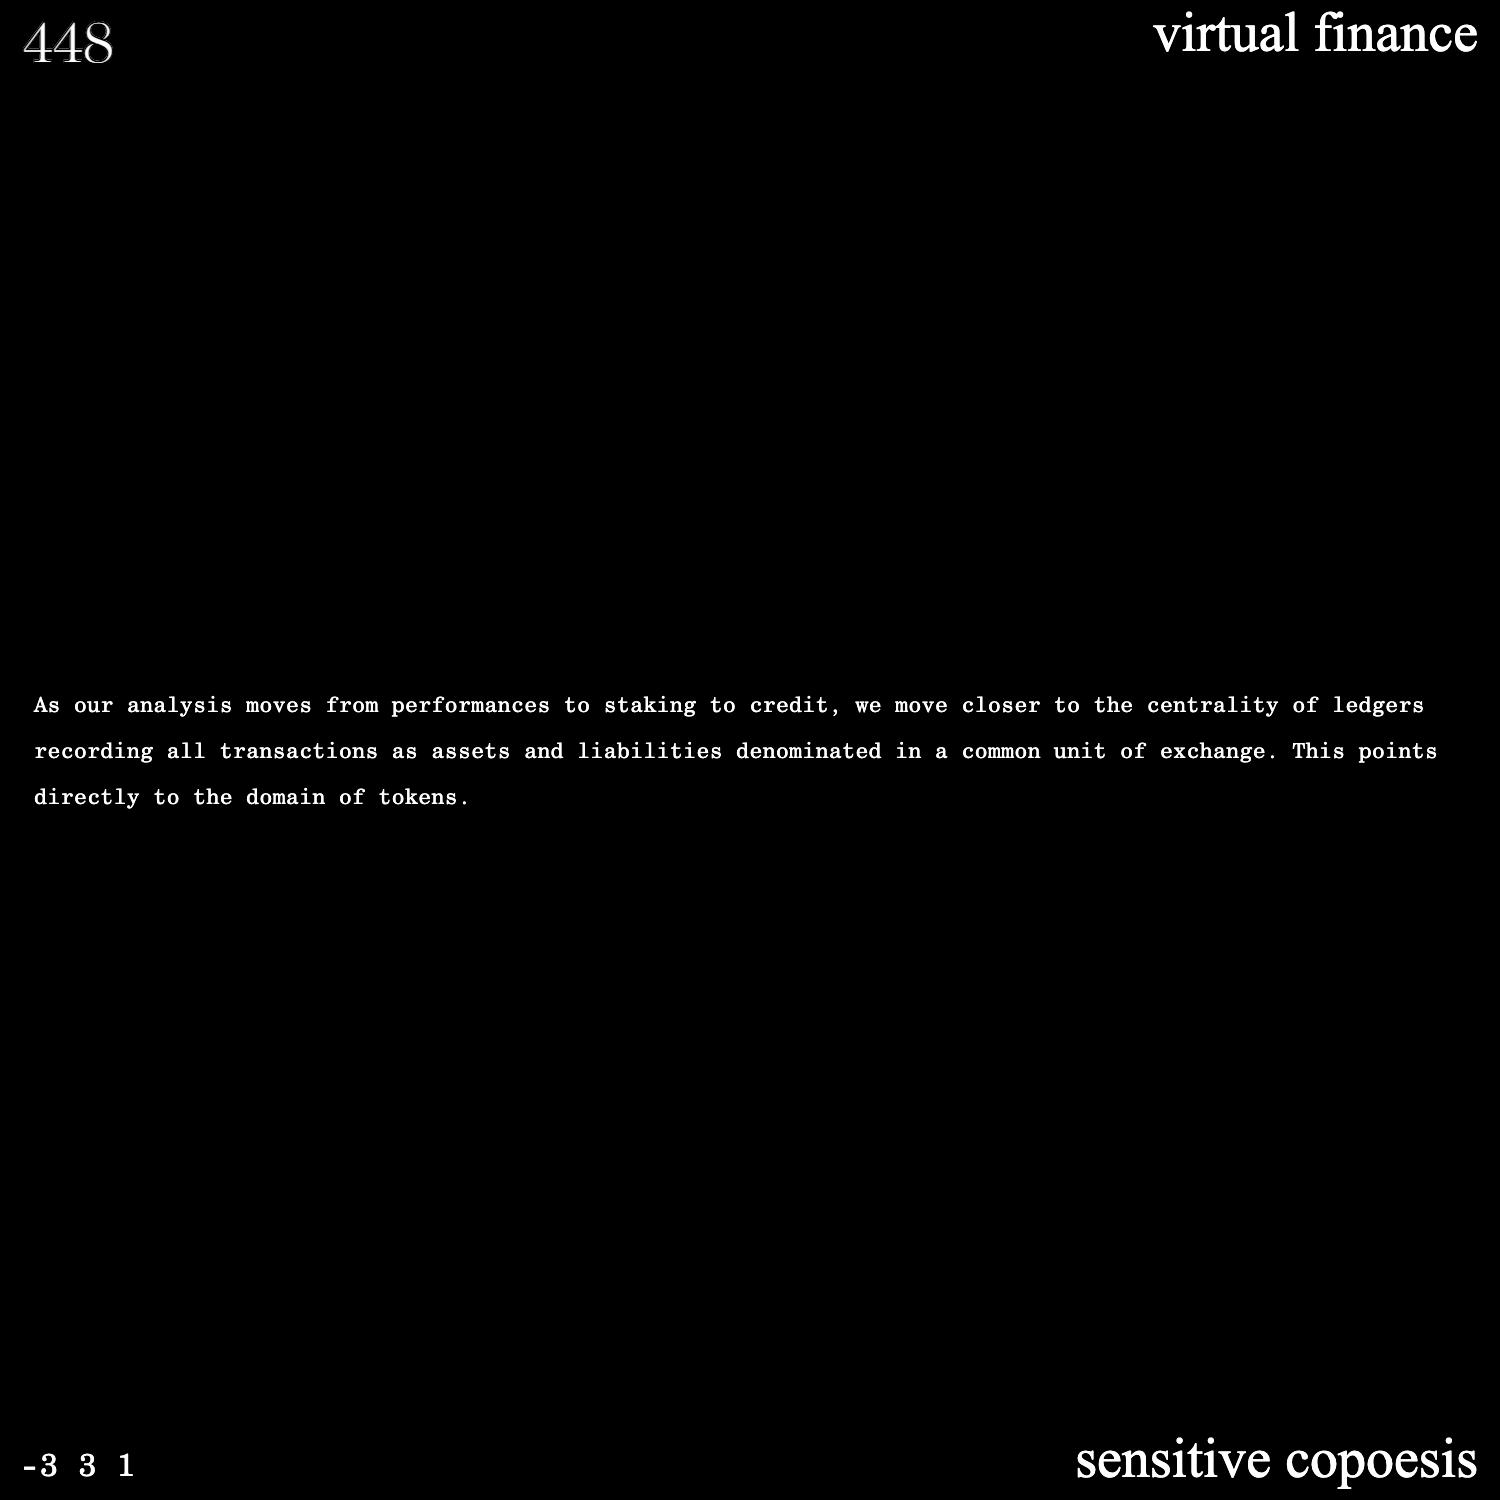 448
virtual finance
As our analysis moves from performances to staking to credit, we move closer to the centrality of ledgers
recording all transactions as assets and liabilities denominated in a common unit of exchange. This points
directly to the domain of tokens.
-3 3 1
sensitive copoesis